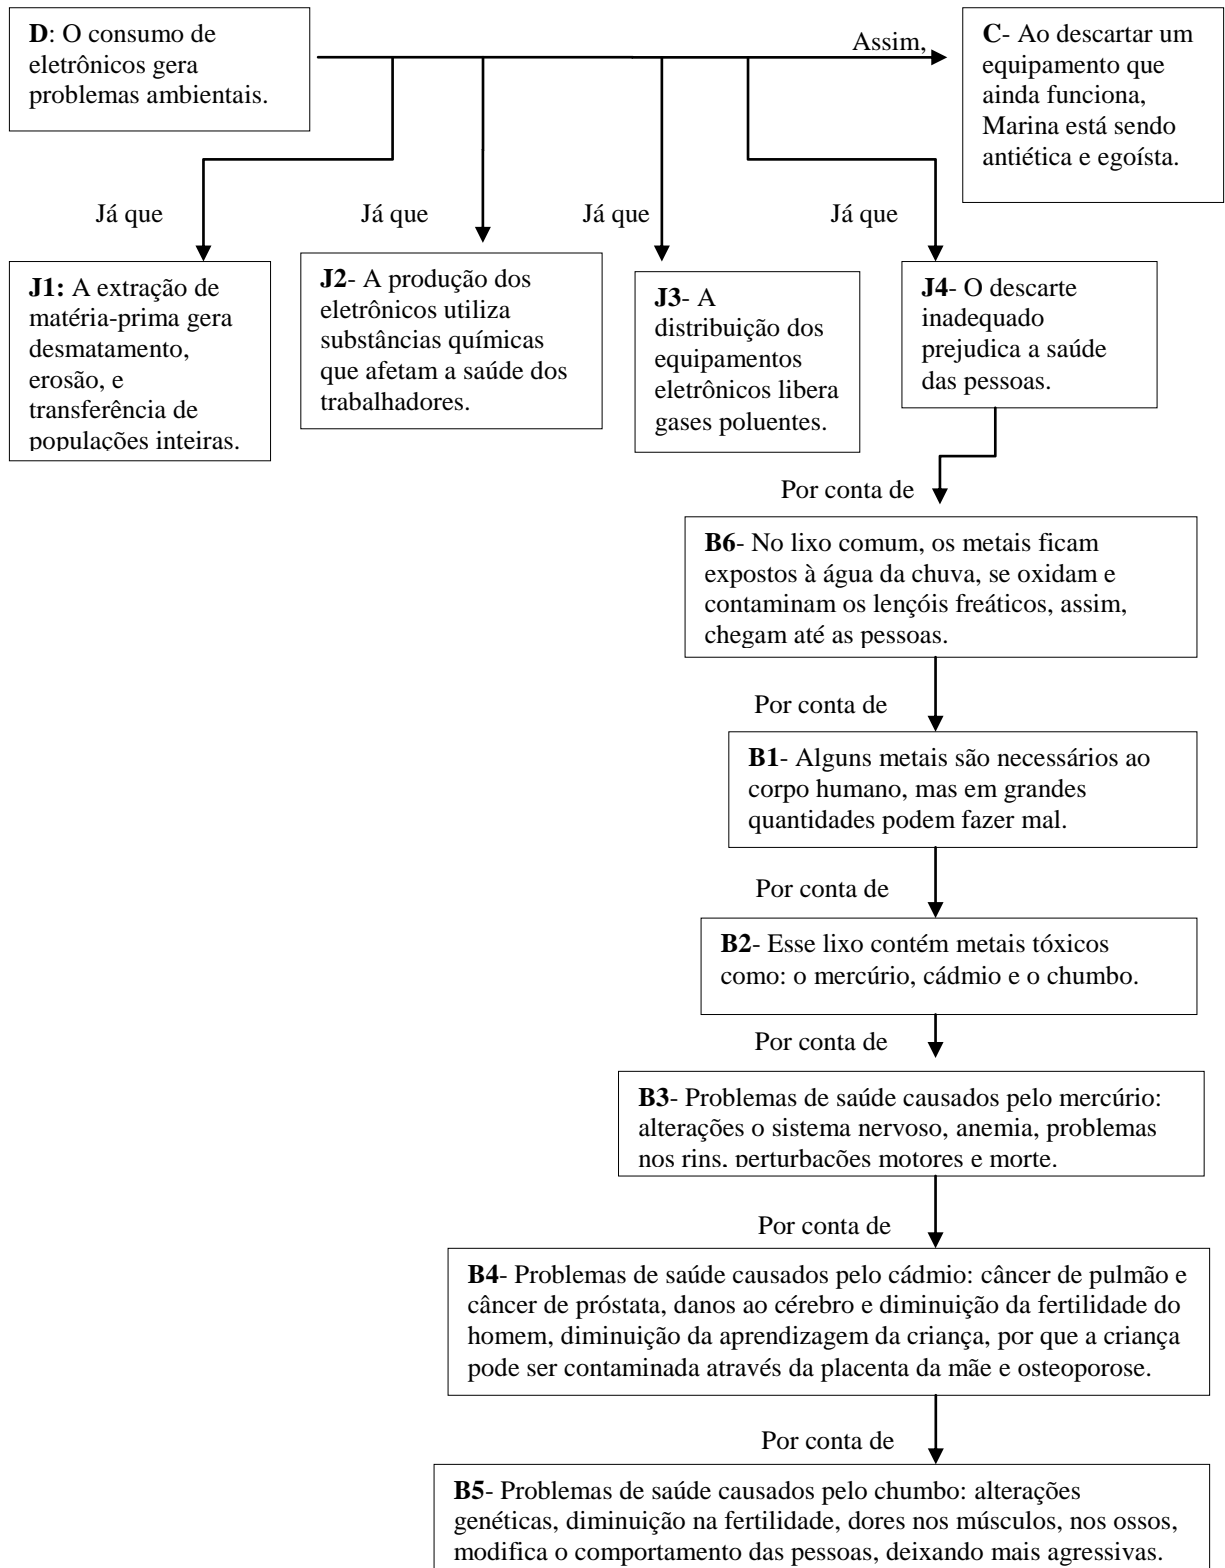 D: O consumo de
eletrônicos gera
problemas ambientais.
Assim,
C- Ao descartar um
equipamento que
ainda funciona,
Marina está sendo
antiética e egoísta.
Já que
Já que
Já que
Já que
J1: A extração de
matéria-prima gera
desmatamento,
erosão, e
transferência de
populações inteiras.
J2- A produção dos
eletrônicos utiliza
substâncias químicas
que afetam a saúde dos
trabalhadores.
J3- A
distribuição dos
equipamentos
eletrônicos libera
gases poluentes.
J4- O descarte
inadequado
prejudica a saúde
das pessoas.
Por conta de
B6- No lixo comum, os metais ficam
expostos à água da chuva, se oxidam e
contaminam os lençóis freáticos, assim,
chegam até as pessoas.
Por conta de
B1- Alguns metais são necessários ao
corpo humano, mas em grandes
quantidades podem fazer mal.
Por conta de
B2- Esse lixo contém metais tóxicos
como: o mercúrio, cádmio e o chumbo.
Por conta de
B3- Problemas de saúde causados pelo mercúrio:
alterações o sistema nervoso, anemia, problemas
nos rins, perturbações motores e morte.
Por conta de
B4- Problemas de saúde causados pelo cádmio: câncer de pulmão e
câncer de próstata, danos ao cérebro e diminuição da fertilidade do
homem, diminuição da aprendizagem da criança, por que a criança
pode ser contaminada através da placenta da mãe e osteoporose.
Por conta de
B5- Problemas de saúde causados pelo chumbo: alterações
genéticas, diminuição na fertilidade, dores nos músculos, nos ossos,
modifica o comportamento das pessoas, deixando mais agressivas.